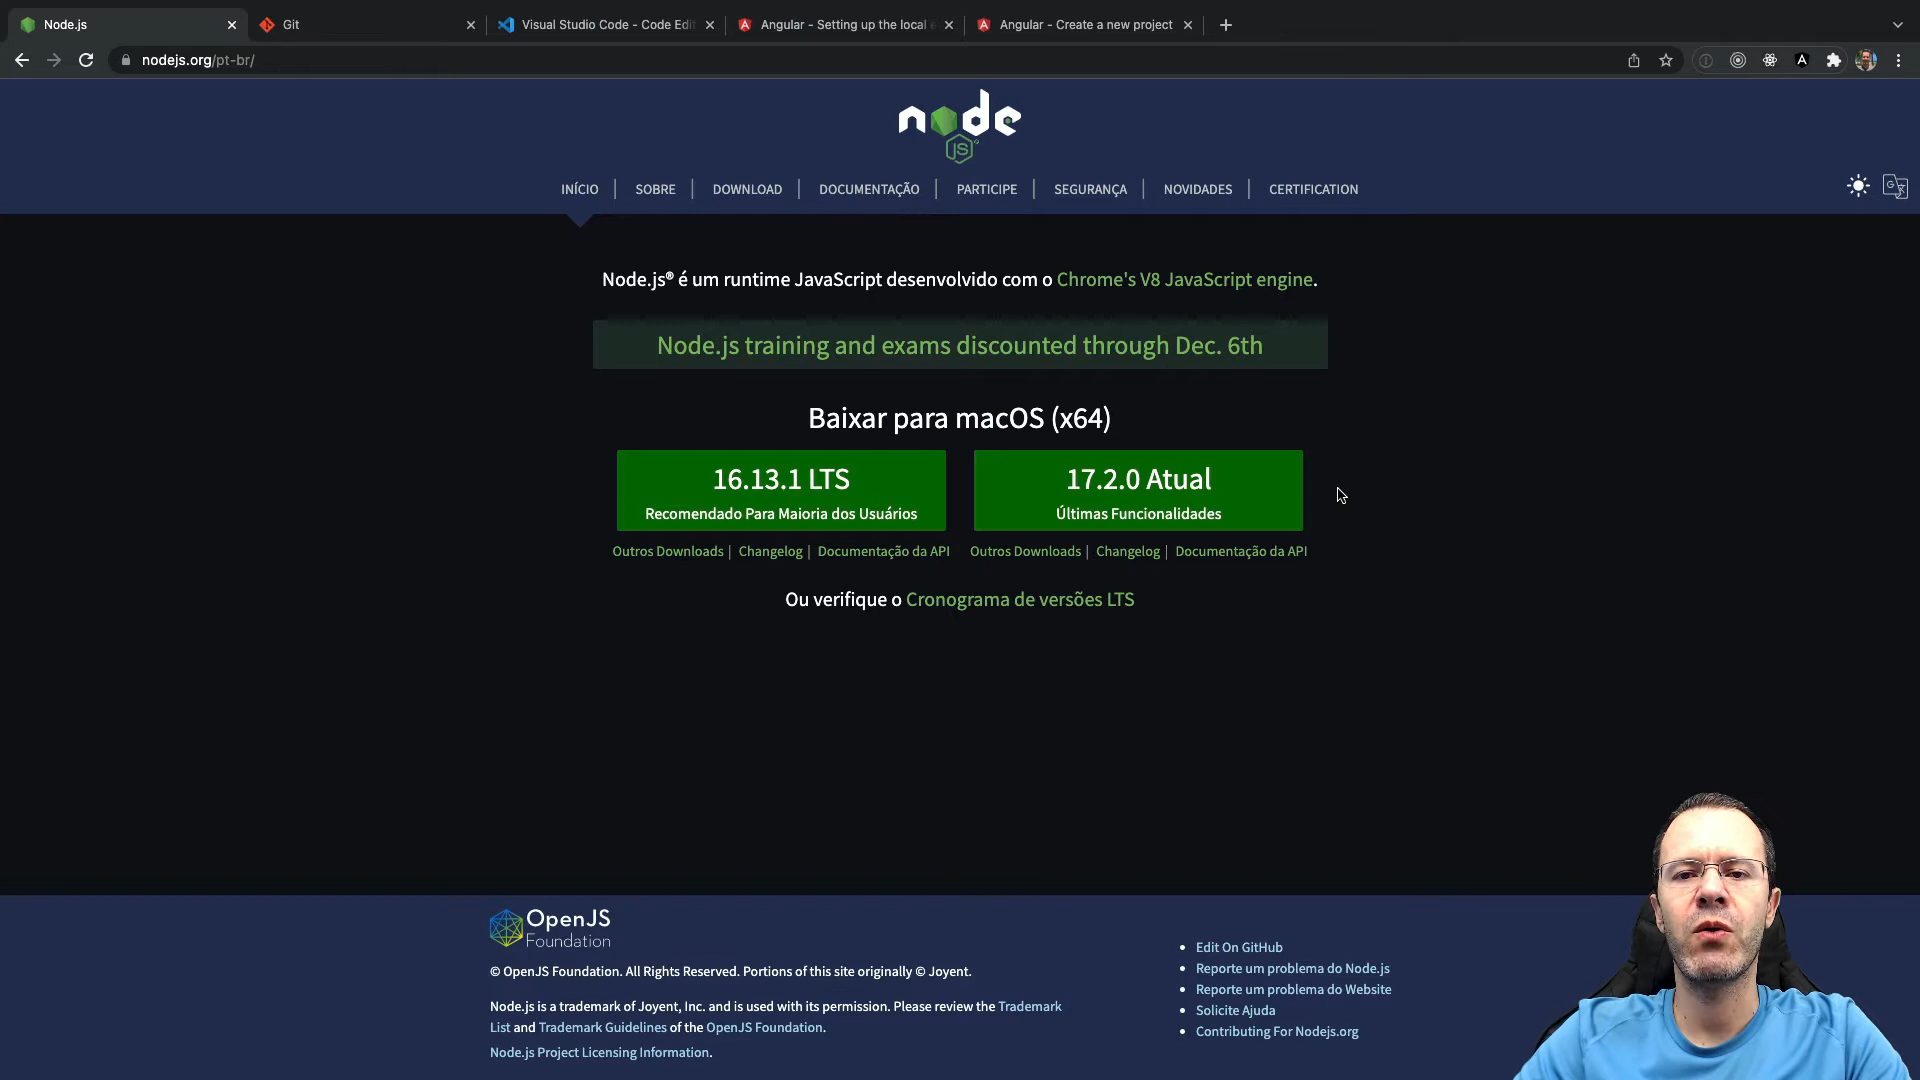 Node.js
Git
Visual Studio Code - Code Edi
Angular - Setting up the local e
Angular - Create a new project
nodejs.org/pt-br/
node
JS
INÍCIO | SOBRE | DOWNLOAD | DOCUMENTAÇÃO | PARTICIPE | SEGURANÇA | NOVIDADES | CERTIFICATION
Node.js® é um runtime JavaScript desenvolvido com o Chrome's V8 JavaScript engine.
Node.js training and exams discounted through Dec. 6th
Baixar para macOS (x64)
16.13.1 LTS
Recomendado Para Maioria dos Usuários
17.2.0 Atual
Últimas Funcionalidades
Outros Downloads | Changelog | Documentação da API
Outros Downloads | Changelog | Documentação da API
Ou verifique o Cronograma de versões LTS
OpenJS
Foundation
© OpenJS Foundation. All Rights Reserved. Portions of this site originally © Joyent.
Node.js is a trademark of Joyent, Inc. and is used with its permission. Please review the Trademark
List and Trademark Guidelines of the OpenJS Foundation.
Node.js Project Licensing Information.
Edit On GitHub
Reporte um problema do Node.js
Reporte um problema do Website
Solicite Ajuda
Contributing For Nodejs.org